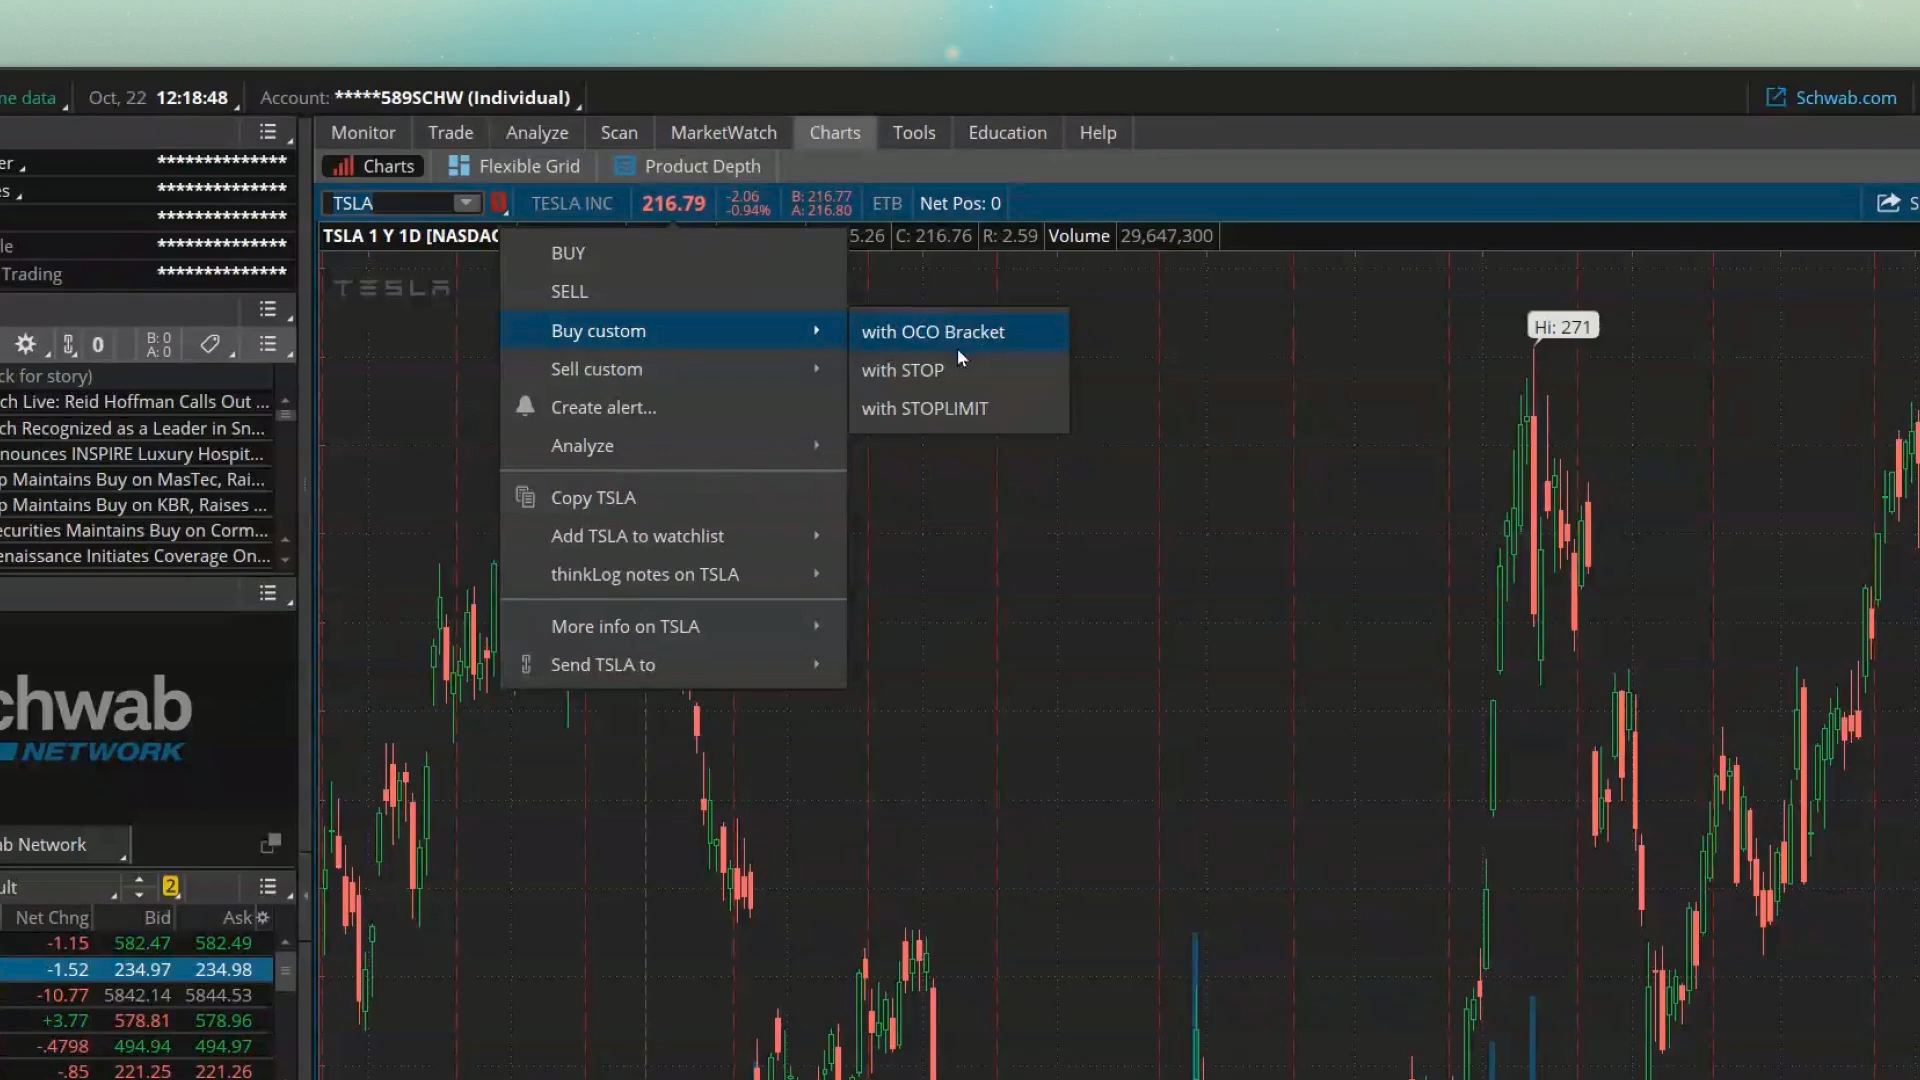 ne data
Oct, 22 12:18:48
Account: *****589SCHW (Individual)
Schwab.com
Monitor
Trade
Analyze
Scan
MarketWatch
Charts
Tools
Education
Help
er
**************
es
**************
**************
le
**************
Trading
**************
Charts
Flexible Grid
Product Depth
TSLA
TESLA INC
216.79
-2.06
-0.94%
B: 216.77
A: 216.80
ETB
Net Pos: 0
S
TSLA 1 Y 1D [NASDAQ
5.26
C: 216.76
R: 2.59
Volume
29,647,300
TESLA
BUY
SELL
Buy custom
Sell custom
Create alert...
Analyze
Copy TSLA
Add TSLA to watchlist
thinkLog notes on TSLA
More info on TSLA
Send TSLA to
with OCO Bracket
with STOP
with STOPLIMIT
Hi: 271
0
B: 0
A: 0
ck for story)
ch Live: Reid Hoffman Calls Out ...
ch Recognized as a Leader in Sn...
nounces INSPIRE Luxury Hospit...
p Maintains Buy on MasTec, Rai...
p Maintains Buy on KBR, Raises ...
ecurities Maintains Buy on Corm...
enaissance Initiates Coverage On...
chwab
NETWORK
ab Network
ult
2
Net Chng Bid Ask
-1.15 582.47 582.49
-1.52 234.97 234.98
-10.77 5842.14 5844.53
+3.77 578.81 578.96
-.4798 494.94 494.97
-.85 221.25 221.26